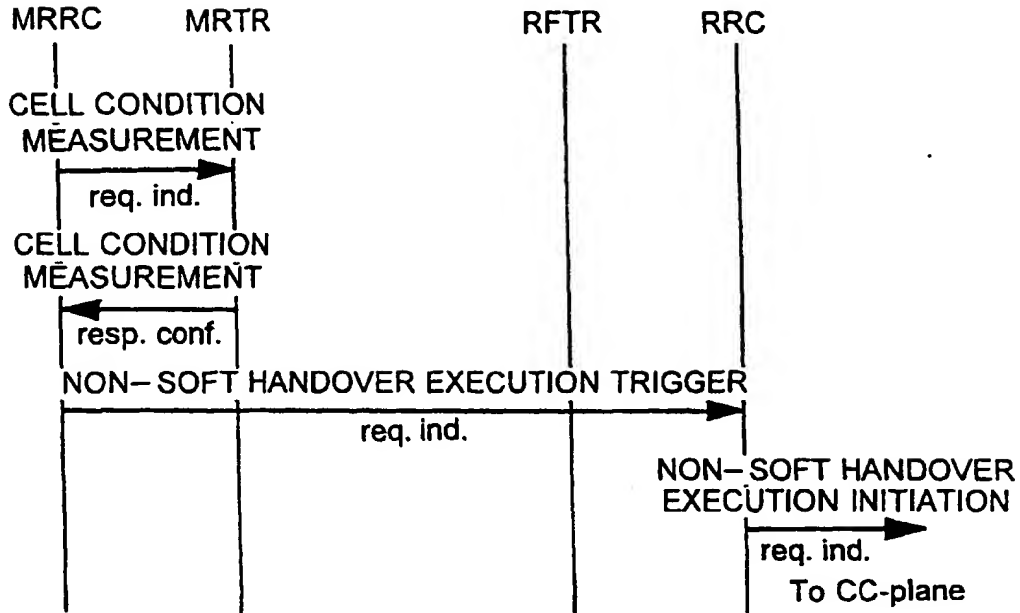 MRRC MRTR RFTR RRC
CELL CONDITION
MEASUREMENT
req. ind.
CELL CONDITION
MEASUREMENT
resp. conf.
NON-SOFT HANDOVER EXECUTION TRIGGER
req. ind.
NON-SOFT HANDOVER
EXECUTION INITIATION
req. ind.
To CC-plane